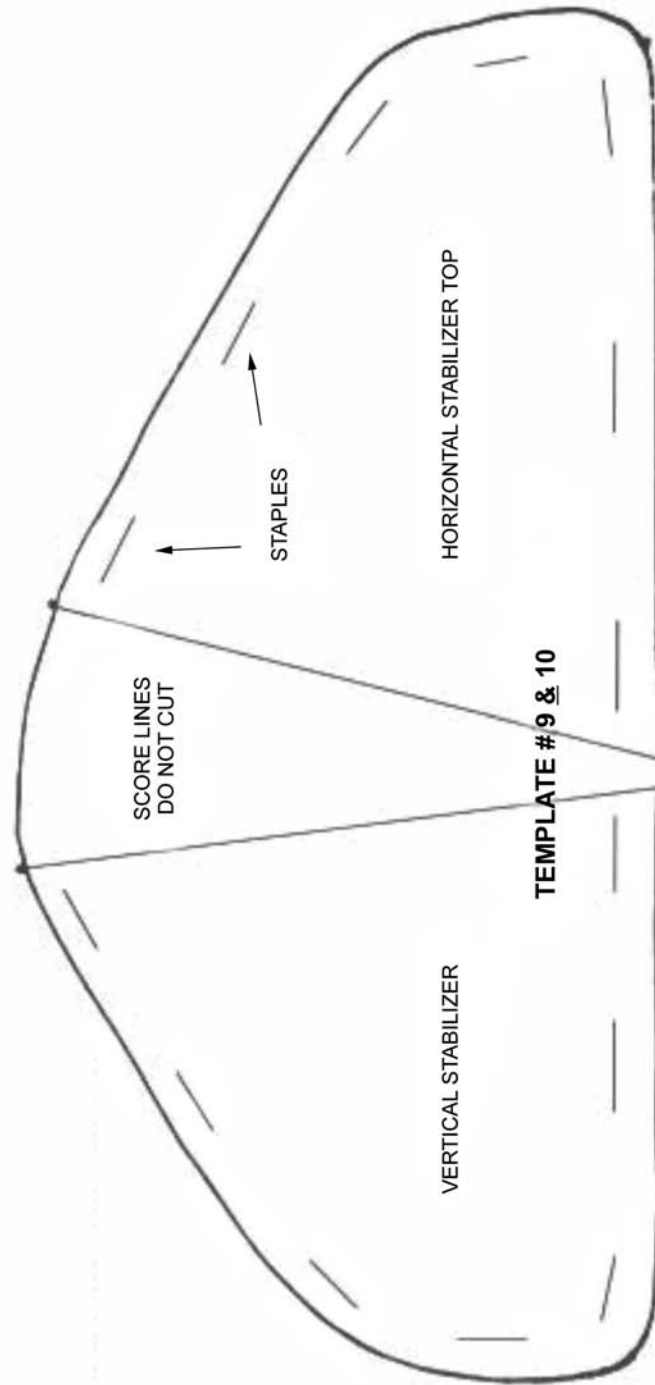 SCORE LINES
DO NOT CUT
STAPLES
VERTICAL STABILIZER
HORIZONTAL STABILIZER TOP
TEMPLATE # 9 & 10